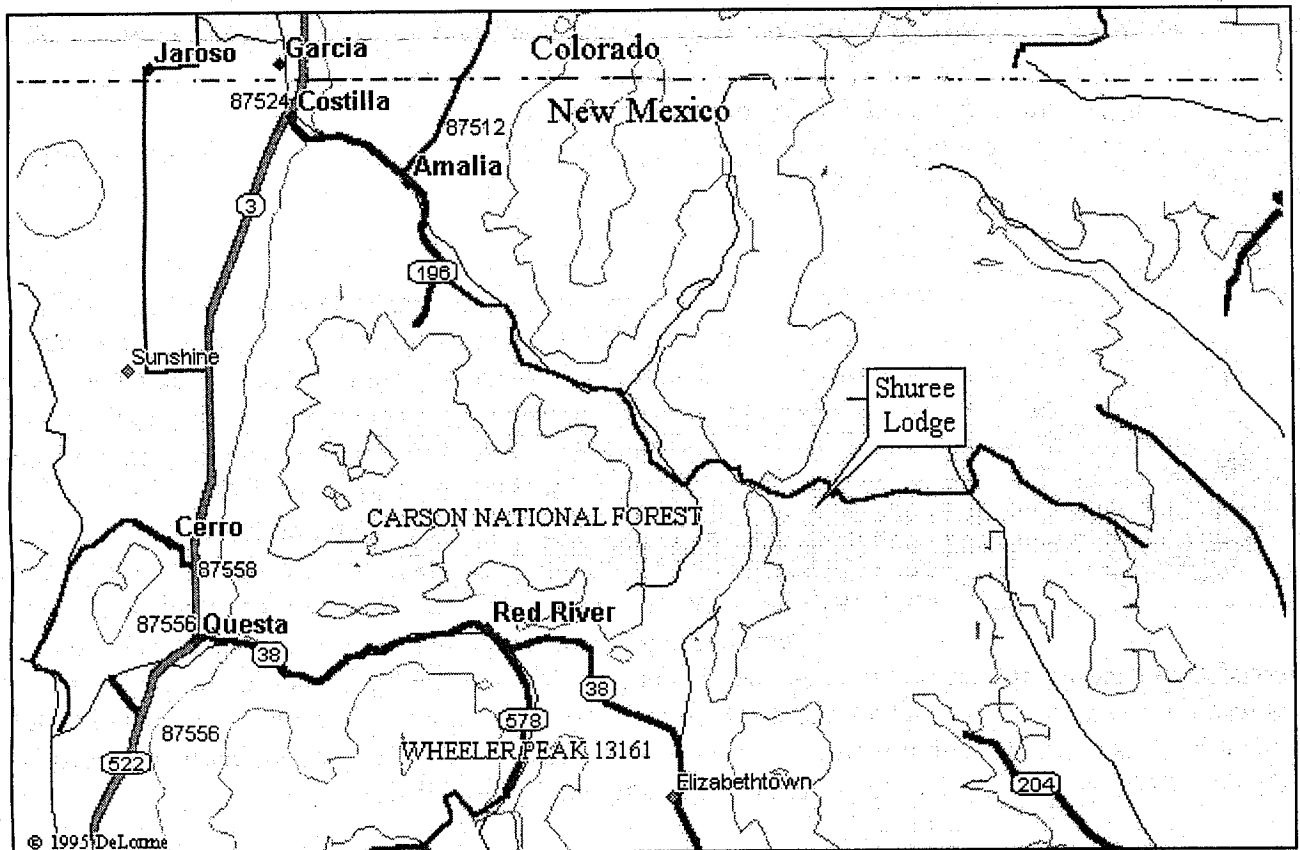 Jaroso
Garcia
Colorado
87524
Costilla
New Mexico
87512
Amalia
3
196
Sunshine
Shuree
Lodge
Cerro
CARSON NATIONAL FOREST
87558
87556
Questa
Red River
38
38
578
87556
WHEELER PEAK 13161
522
Elizabethtown
204
© 1995 DeLorme